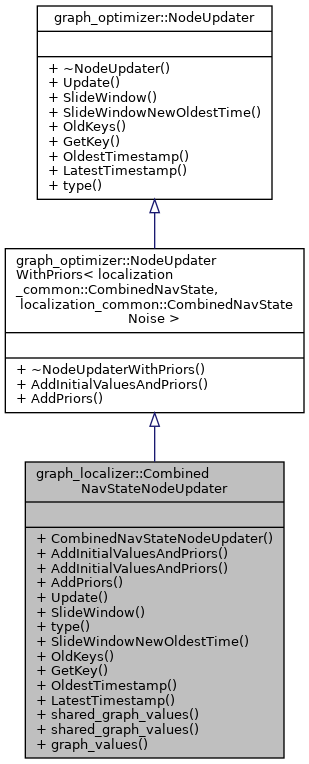 graph_optimizer::NodeUpdater
+ ~NodeUpdater()
+ Update()
+ SlideWindow()
+ SlideWindowNewOldestTime()
+ OldKeys()
+ GetKey()
+ OldestTimestamp()
+ LatestTimestamp()
+ type()
graph_optimizer::NodeUpdater
WithPriors< localization
_common::CombinedNavState,
localization_common::CombinedNavState
Noise >
+ ~NodeUpdaterWithPriors()
+ AddInitialValuesAndPriors()
+ AddPriors()
graph_localizer::Combined
NavStateNodeUpdater
+ CombinedNavStateNodeUpdater()
+ AddInitialValuesAndPriors()
+ AddInitialValuesAndPriors()
+ AddPriors()
+ Update()
+ SlideWindow()
+ type()
+ SlideWindowNewOldestTime()
+ OldKeys()
+ GetKey()
+ OldestTimestamp()
+ LatestTimestamp()
+ shared_graph_values()
+ shared_graph_values()
+ graph_values()